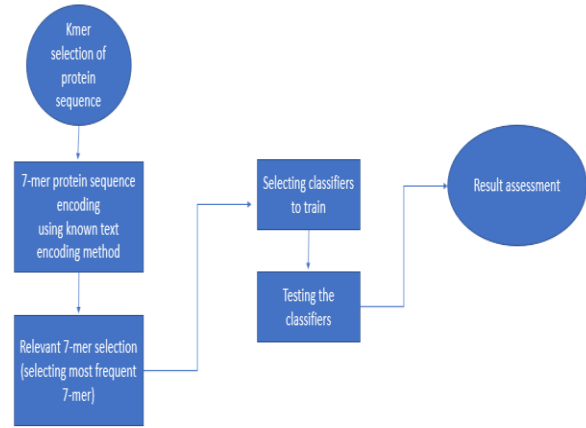 Kmer
selection of
protein
sequence
7-mer protein sequence
encoding
using known text
encoding method
Relevant 7-mer selection
(selecting most frequent
7-mer)
Selecting classifiers
to train
Testing the
classifiers
Result assessment